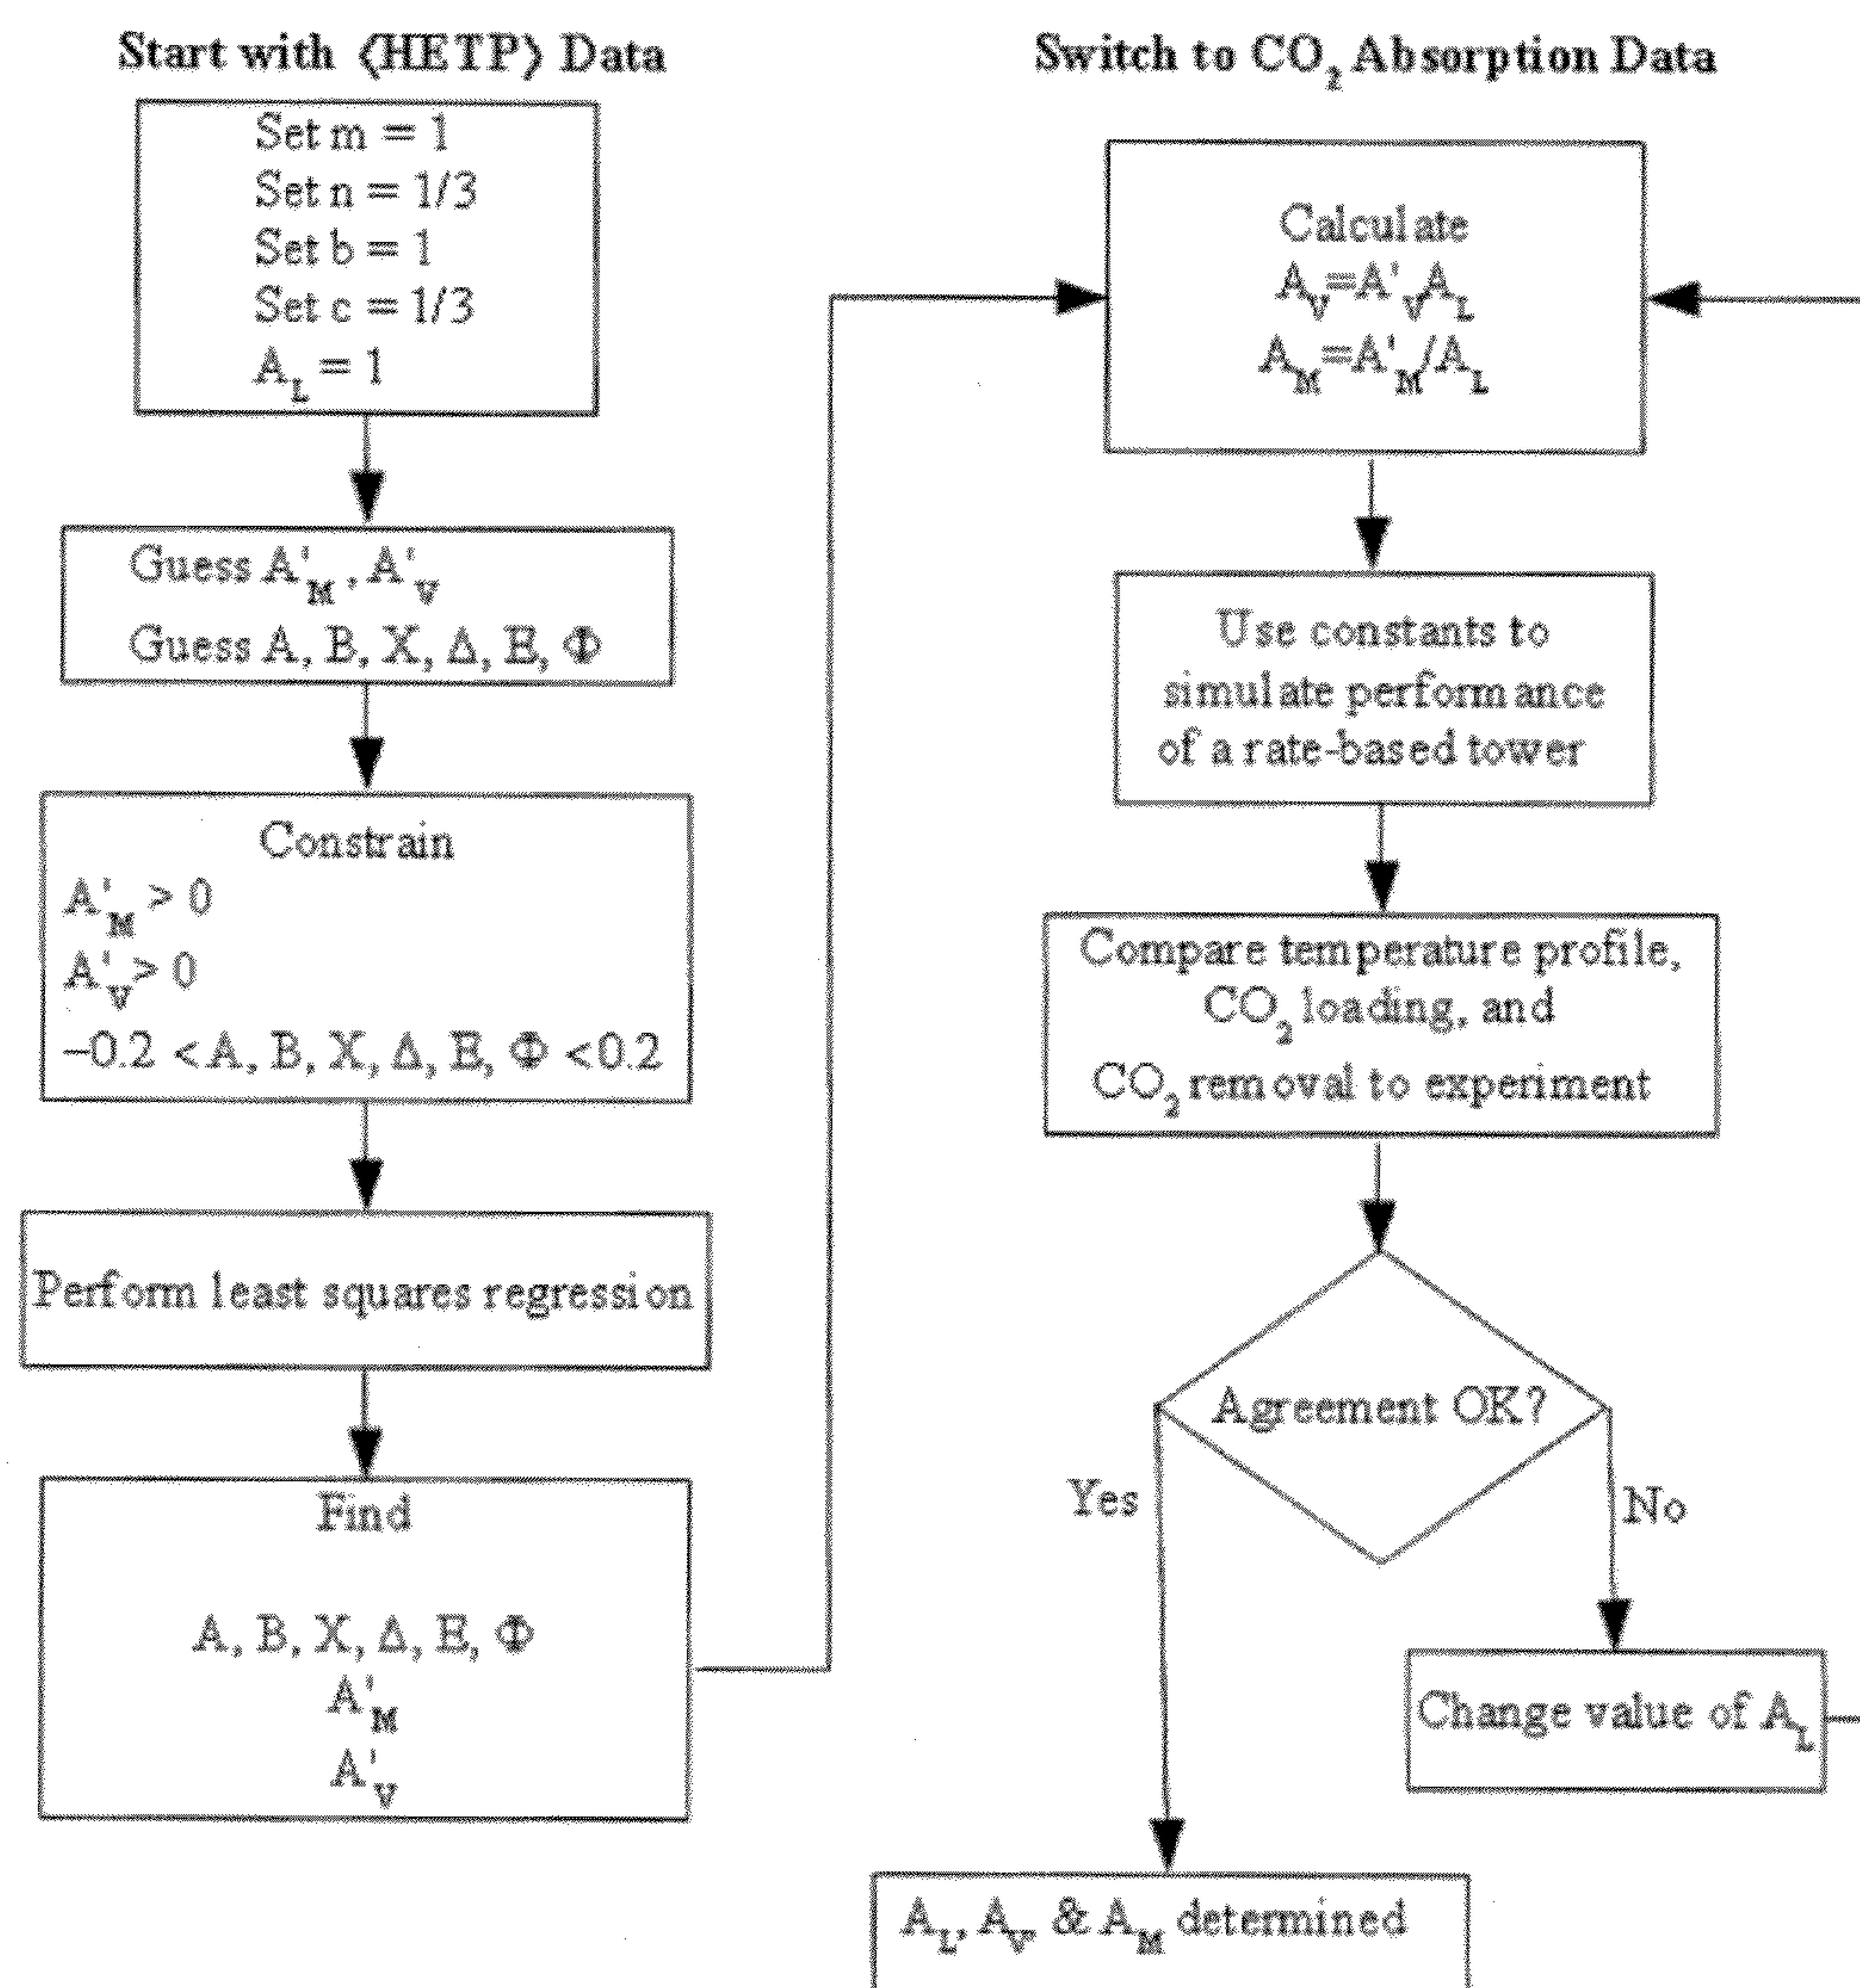 Start with ⟨HETP⟩ Data
Set m = 1
Set n = 1/3
Set b = 1
Set c = 1/3
A_L = 1
Guess A'_M, A'_V
Guess A, B, X, Δ, E, Φ
Constrain
A'_M > 0
A'_V > 0
−0.2 < A, B, X, Δ, E, Φ < 0.2
Perform least squares regression
Find
A, B, X, Δ, E, Φ
A'_M
A'_V
Switch to CO₂ Absorption Data
Calculate
A_V=A'_V A_L
A_M=A'_M/A_L
Use constants to
simulate performance
of a rate-based tower
Compare temperature profile,
CO₂ loading, and
CO₂ removal to experiment
Agreement OK?
Yes
No
Change value of A_L
A_L, A_V, & A_M determined